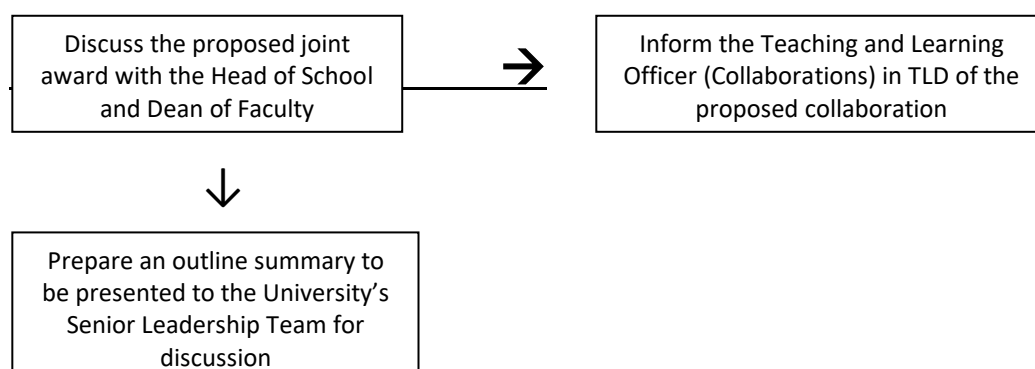 Discuss the proposed joint
award with the Head of School
and Dean of Faculty
Inform the Teaching and Learning
Officer (Collaborations) in TLD of the
proposed collaboration
Prepare an outline summary to
be presented to the University’s
Senior Leadership Team for
discussion